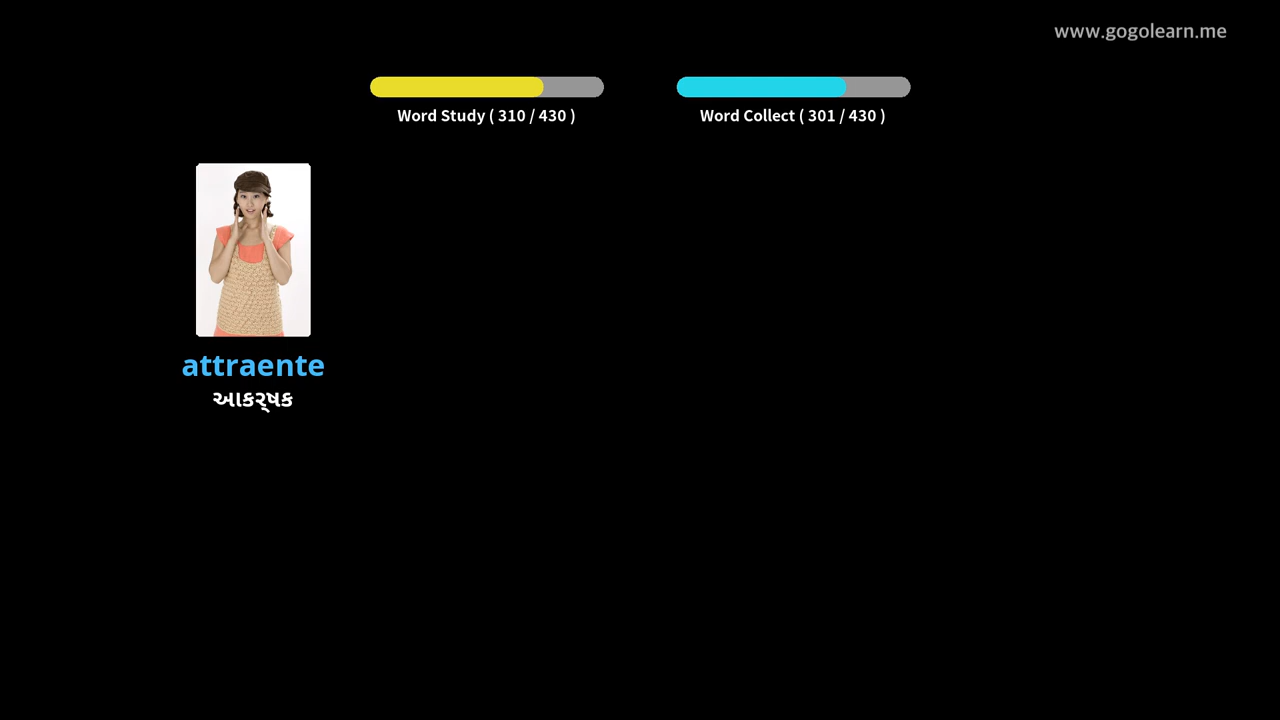 www.gogolearn.me
Word Study ( 310 / 430 )
Word Collect ( 301 / 430 )
attraente
આકર્ષક